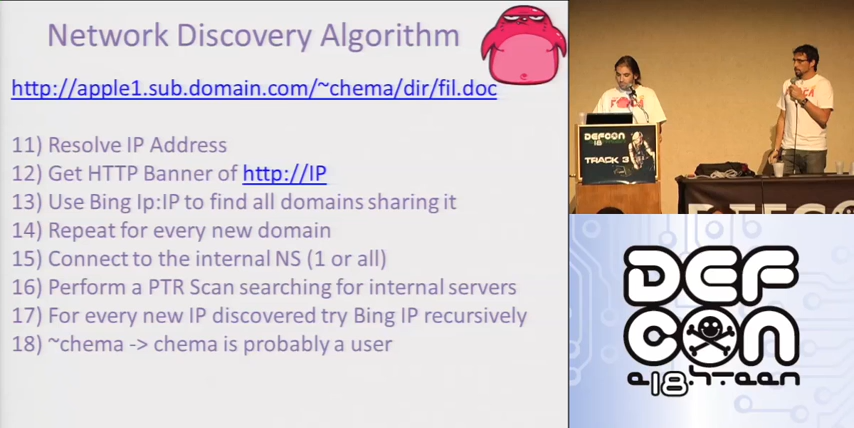 Network Discovery Algorithm
http://apple1.sub.domain.com/~chema/dir/fil.doc
11) Resolve IP Address
12) Get HTTP Banner of http://IP
13) Use Bing Ip:IP to find all domains sharing it
14) Repeat for every new domain
15) Connect to the internal NS (1 or all)
16) Perform a PTR Scan searching for internal servers
17) For every new IP discovered try Bing IP recursively
18) ~chema -> chema is probably a user
DEFCON
18
TRACK 3
DEF
CON
e18hteen